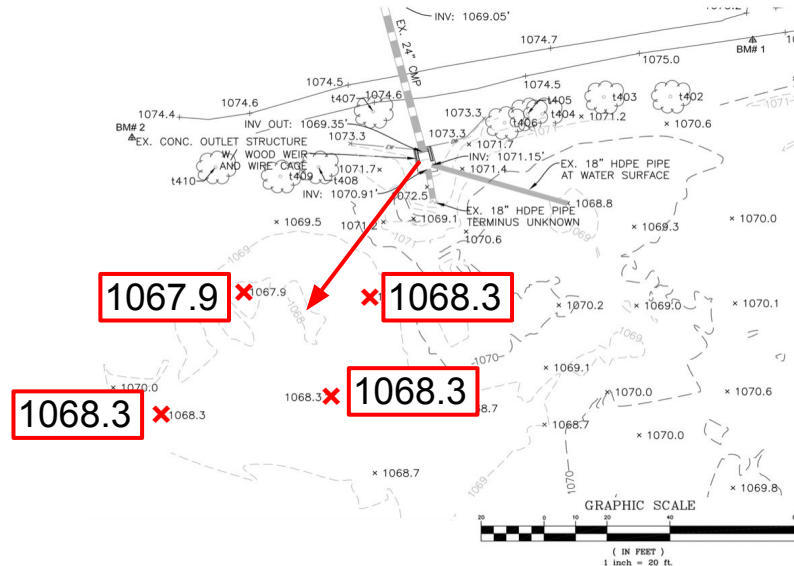 INV: 1069.05'
EX. 24" CMP
1074.7
BM# 1
1075.0
1074.5
1074.5
1074.6
t407
t405
t403
t402
1074.4
1074.6
t404
t406
1071
1071.2
1070.6
INV OUT: 1069.35'
1073.3
1073.3
1073.3
BM# 2
EX. CONC. OUTLET STRUCTURE
W/ WOOD WEIR
AND WIRE CAGE
1071.7
INV: 1071.15'
EX. 18" HDPE PIPE
AT WATER SURFACE
t410
t409
t408
1071.7
1071.4
INV: 1070.91'
1072.5
1068.8
EX. 18" HDPE PIPE
TERMINUS UNKNOWN
1069.5
1071.2
1069.1
1071
1070.6
1069
1069.3
1070.0
1069
1067.9
1067.9
1068.3
1068
1070.2
1069.0
1070.1
1069
1070
1069.1
1070.0
1068.3
1068.3
1070.0
1070.6
1068.3
1068.3
1068.7
1070.0
1068.7
1069
1070
1069.8
GRAPHIC SCALE
20
0
10
20
40
( IN FEET )
1 inch = 20 ft.